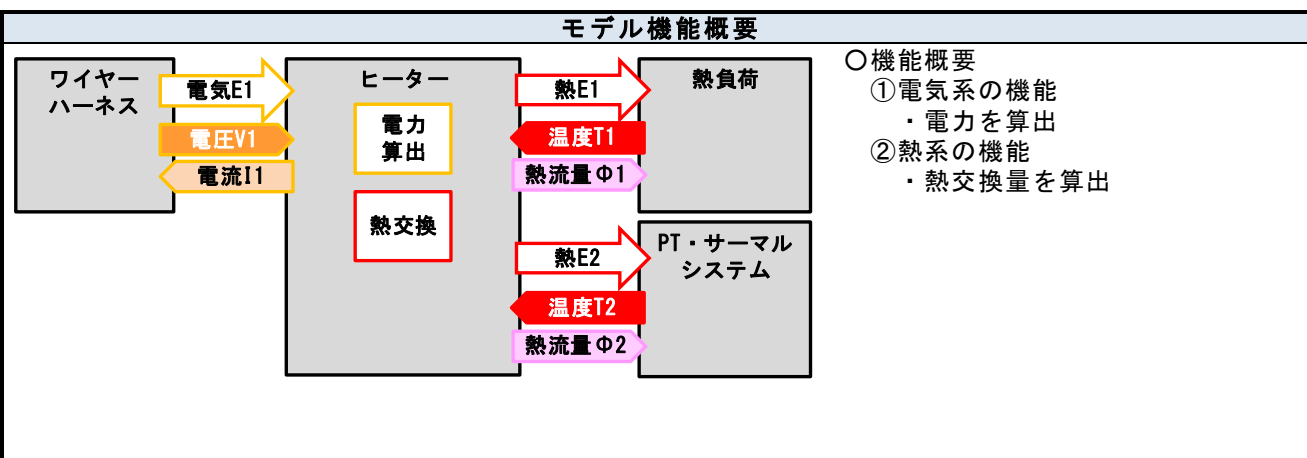 モデル機能概要
ワイヤー
ハーネス
電気E1
電圧V1
電流I1
ヒーター
電力
算出
熱交換
熱E1
温度T1
熱流量Φ1
熱負荷
熱E2
温度T2
熱流量Φ2
PT・サーマル
システム
〇機能概要
①電気系の機能
・電力を算出
②熱系の機能
・熱交換量を算出